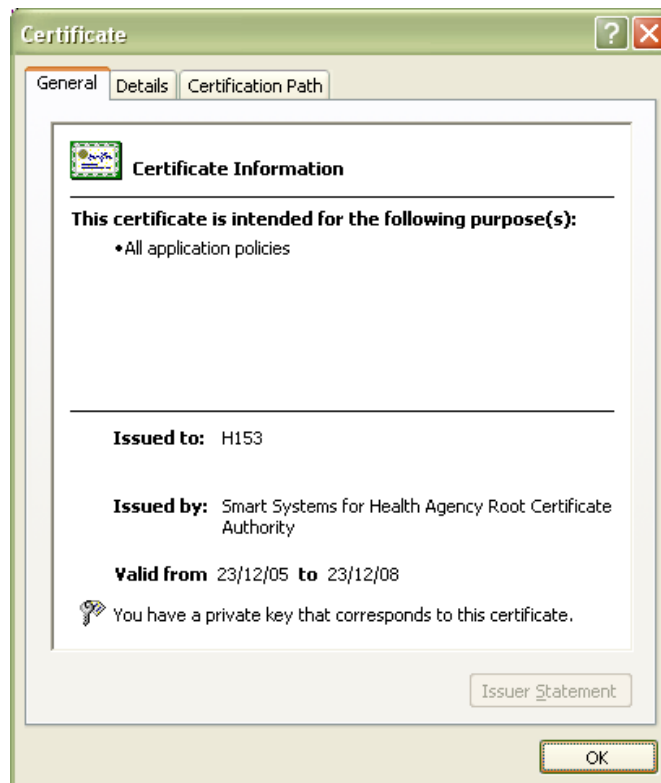 Certificate
General Details Certification Path
Certificate Information
This certificate is intended for the following purpose(s):
•All application policies
Issued to: H153
Issued by: Smart Systems for Health Agency Root Certificate
Authority
Valid from 23/12/05 to 23/12/08
You have a private key that corresponds to this certificate.
Issuer Statement
OK